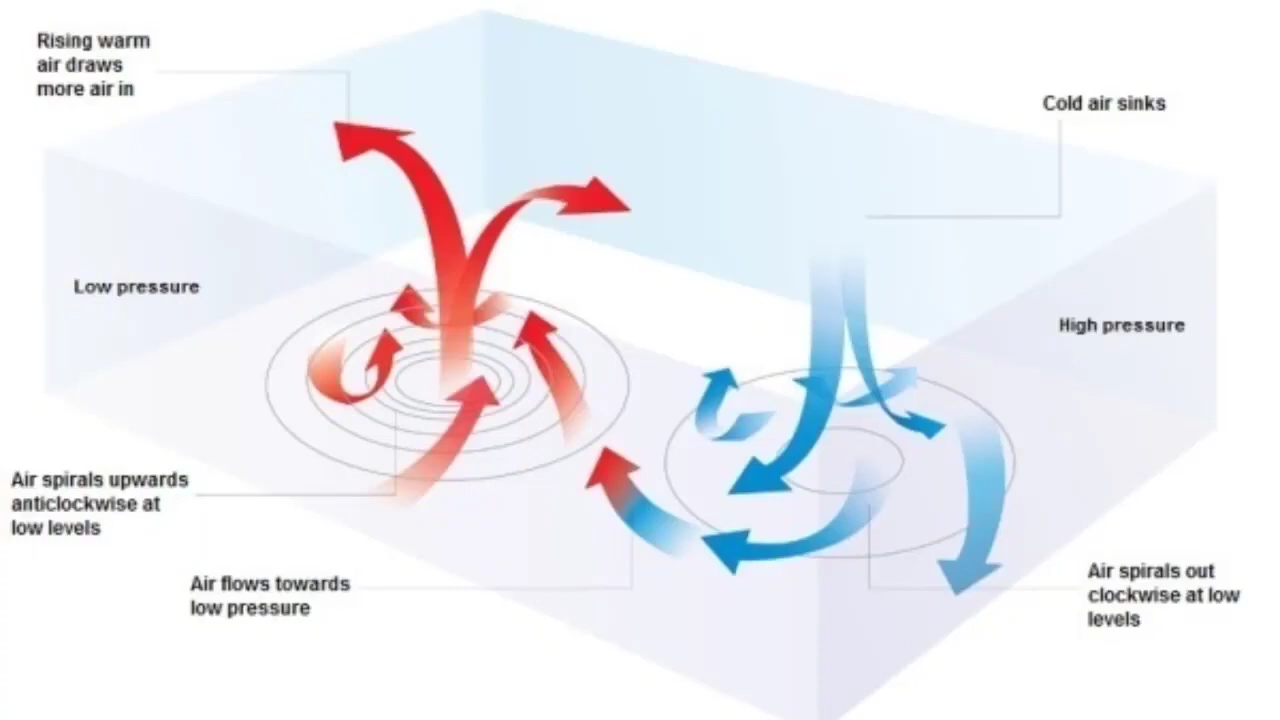 Rising warm
air draws
more air in
Cold air sinks
Low pressure
High pressure
Air spirals upwards
anticlockwise at
low levels
Air flows towards
low pressure
Air spirals out
clockwise at low
levels